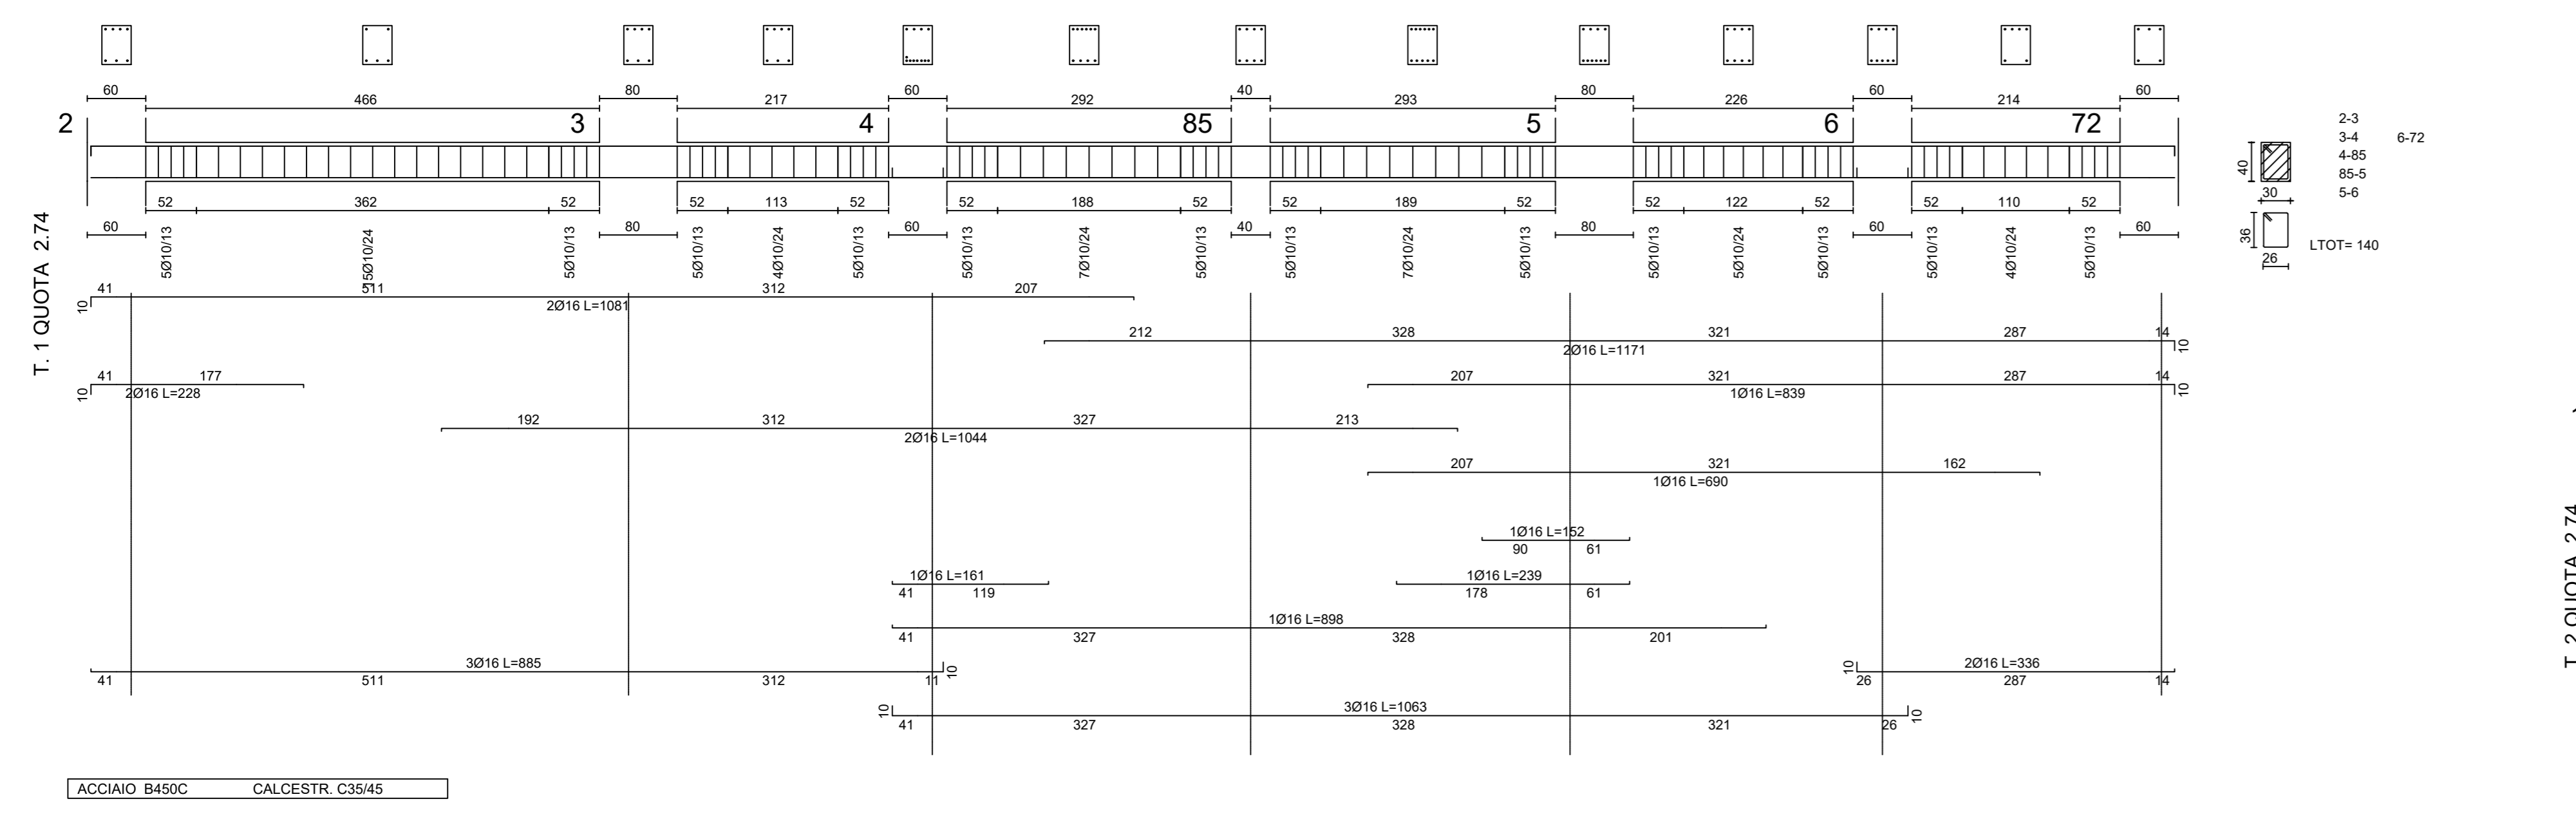 60 80 60 40 80 60 60
466 217 292 293 226 214
2 3 4 85 5 6 72
52 362 52 52 113 52 52 188 52 52 189 52 52 122 52 52 110 52
60 80 60 40 80 60 60
5Ø10/13 15Ø10/24 5Ø10/13 5Ø10/13 4Ø10/24 5Ø10/13 5Ø10/13 7Ø10/24 5Ø10/13 5Ø10/13 7Ø10/24 5Ø10/13 5Ø10/13 5Ø10/24 5Ø10/13 5Ø10/13 4Ø10/24 5Ø10/13
T. 1 QUOTA 2.74
2-3
3-4 6-72
4-85
85-5
5-6
40
30
36
26
LTOT= 140
41 511 312 207
10 2Ø16 L=1081
212 328 321 287 14
2Ø16 L=1171 10
41 177 207 321 287 14
10 2Ø16 L=228 1Ø16 L=839 10
192 312 327 213
2Ø16 L=1044
207 321 162
1Ø16 L=690
1Ø16 L=152
90 61
1Ø16 L=161 1Ø16 L=239
41 119 178 61
1Ø16 L=898
41 327 328 201
3Ø16 L=885 10 10 2Ø16 L=336
41 511 312 11 26 287 14
10 3Ø16 L=1063 10
41 327 328 321 26
T. 2 QUOTA 2.74
ACCIAIO B450C CALCESTR. C35/45